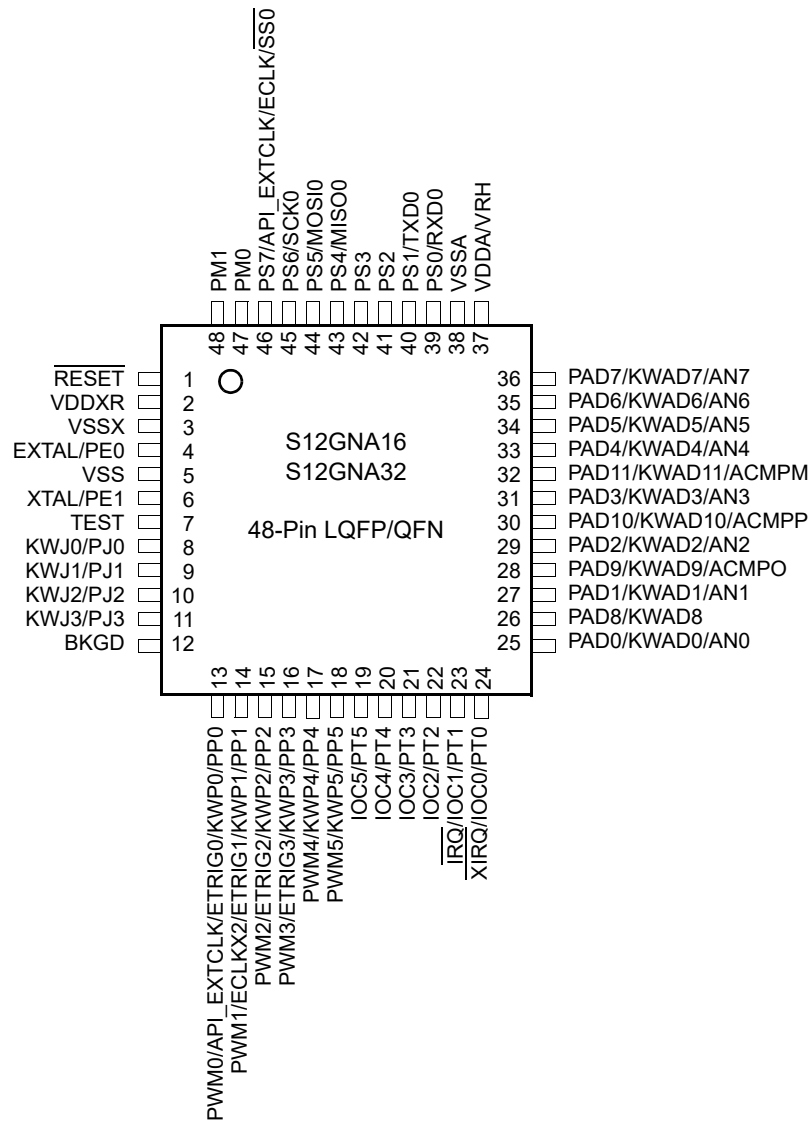 PS7/API_EXTCLK/ECLK/SS0
PM1
PM0
PS6/SCK0
PS5/MOSI0
PS4/MISO0
PS3
PS2
PS1/TXD0
PS0/RXD0
VSSA
VDDA/VRH
48
47
46
45
44
43
42
41
40
39
38
37
RESET 1
VDDXR 2
VSSX 3
EXTAL/PE0 4
VSS 5
XTAL/PE1 6
TEST 7
KWJ0/PJ0 8
KWJ1/PJ1 9
KWJ2/PJ2 10
KWJ3/PJ3 11
BKGD 12
S12GNA16
S12GNA32
48-Pin LQFP/QFN
36 PAD7/KWAD7/AN7
35 PAD6/KWAD6/AN6
34 PAD5/KWAD5/AN5
33 PAD4/KWAD4/AN4
32 PAD11/KWAD11/ACMPM
31 PAD3/KWAD3/AN3
30 PAD10/KWAD10/ACMPP
29 PAD2/KWAD2/AN2
28 PAD9/KWAD9/ACMPO
27 PAD1/KWAD1/AN1
26 PAD8/KWAD8
25 PAD0/KWAD0/AN0
13
14
15
16
17
18
19
20
21
22
23
24
PWM0/API_EXTCLK/ETRIG0/KWP0/PP0
PWM1/ECLKX2/ETRIG1/KWP1/PP1
PWM2/ETRIG2/KWP2/PP2
PWM3/ETRIG3/KWP3/PP3
PWM4/KWP4/PP4
PWM5/KWP5/PP5
IOC5/PT5
IOC4/PT4
IOC3/PT3
IOC2/PT2
IRQ/IOC1/PT1
XIRQ/IOC0/PT0